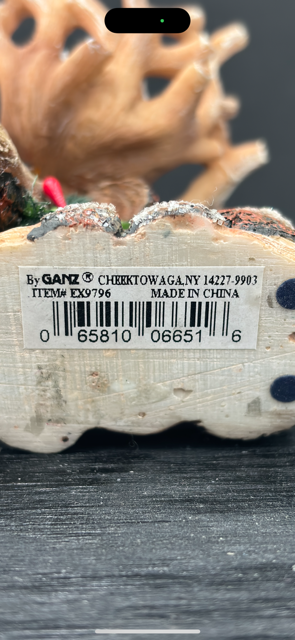 By GANZ ® CHEEKTOWAGA,NY 14227-9903
ITEM# EX9796 MADE IN CHINA
0 65810 06651 6